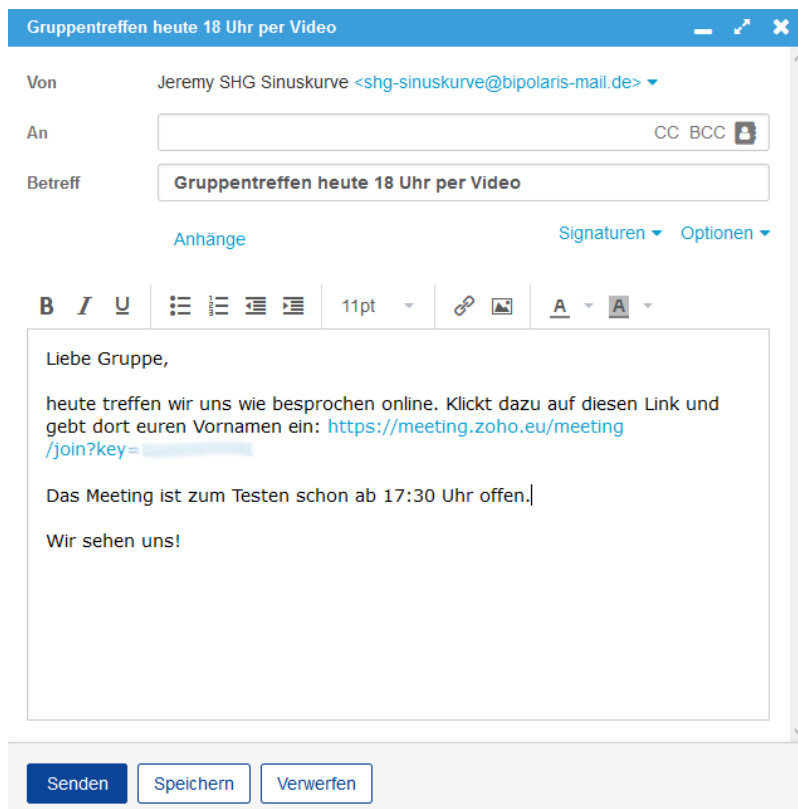 Gruppentreffen heute 18 Uhr per Video
Von Jeremy SHG Sinuskurve <shg-sinuskurve@bipolaris-mail.de>
An CC BCC
Betreff Gruppentreffen heute 18 Uhr per Video
Anhänge Signaturen Optionen
B I U 11pt A A
Liebe Gruppe,
heute treffen wir uns wie besprochen online. Klickt dazu auf diesen Link und
gebt dort euren Vornamen ein: https://meeting.zoho.eu/meeting
/join?key=
Das Meeting ist zum Testen schon ab 17:30 Uhr offen.
Wir sehen uns!
Senden Speichern Verwerfen